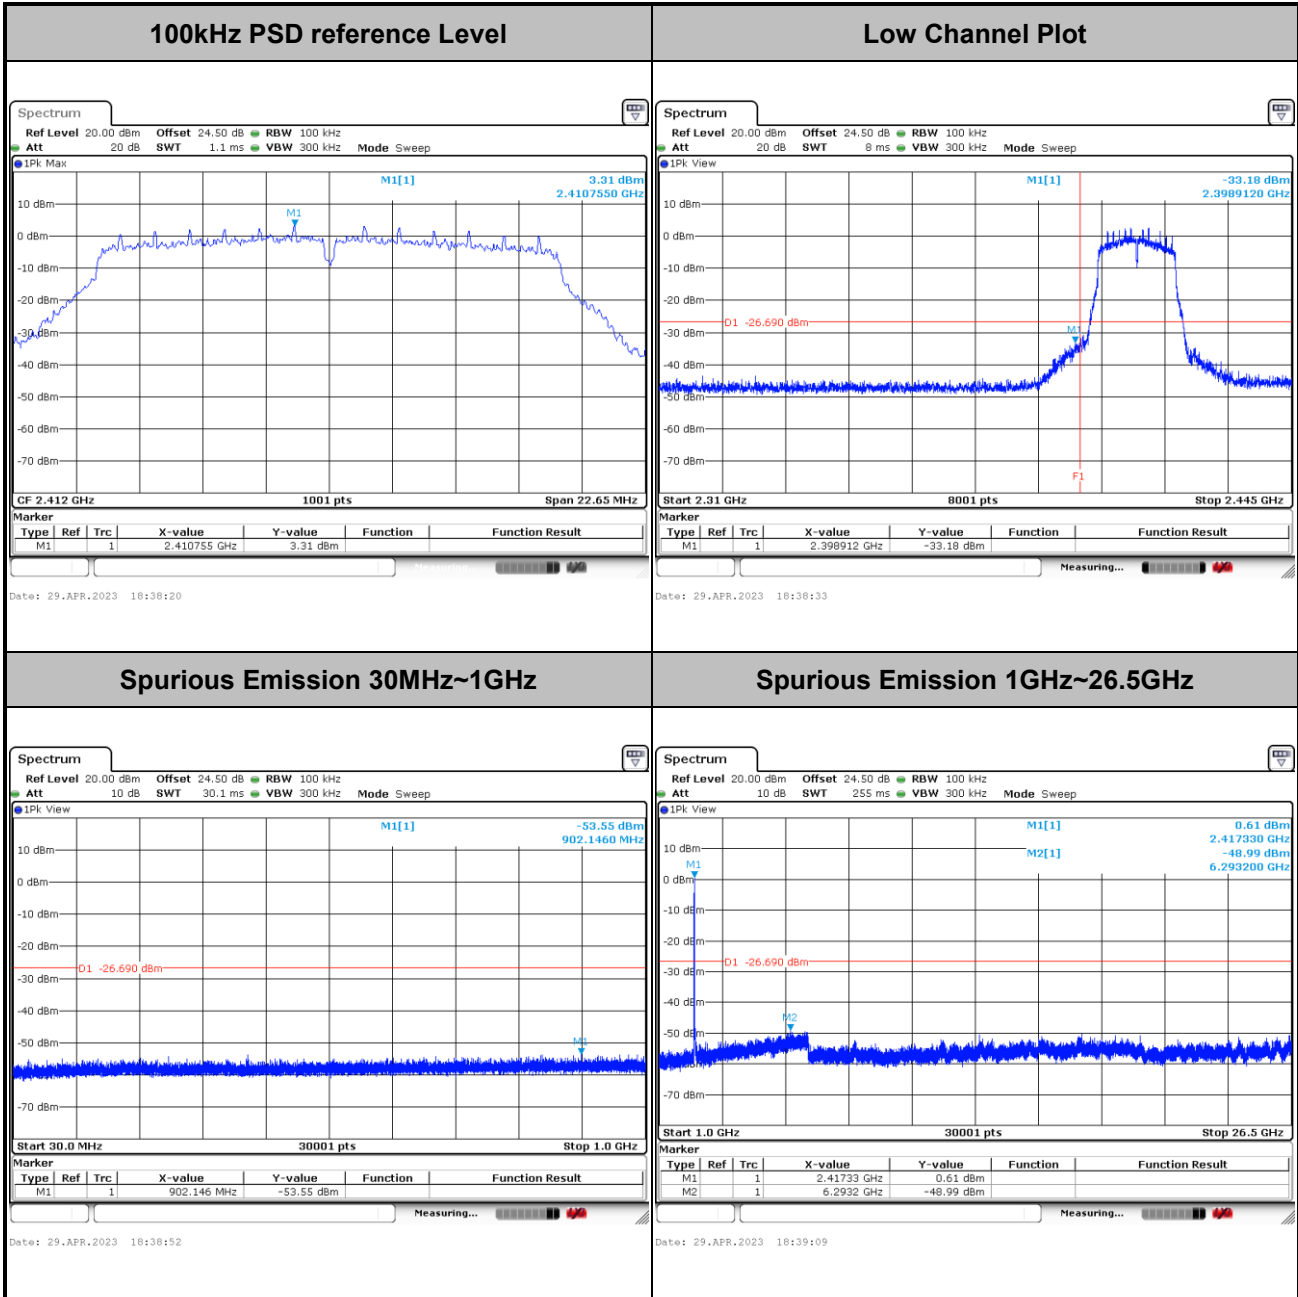 100kHz PSD reference Level
Spectrum
Ref Level 20.00 dBm Offset 24.50 dB RBW 100 kHz
Att 20 dB SWT 1.1 ms VBW 300 kHz Mode Sweep
1Pk Max
M1[1] 3.31 dBm
2.4107550 GHz
M1
10 dBm
0 dBm
-10 dBm
-20 dBm
-30 dBm
-40 dBm
-50 dBm
-60 dBm
-70 dBm
CF 2.412 GHz 1001 pts Span 22.65 MHz
Marker
Type Ref Trc X-value Y-value Function Function Result
M1 1 2.410755 GHz 3.31 dBm
Measuring...
Date: 29.APR.2023 18:38:20
Low Channel Plot
Spectrum
Ref Level 20.00 dBm Offset 24.50 dB RBW 100 kHz
Att 20 dB SWT 8 ms VBW 300 kHz Mode Sweep
1Pk View
M1[1] -33.18 dBm
2.3989120 GHz
10 dBm
0 dBm
-10 dBm
-20 dBm
D1 -26.690 dBm
M1
-30 dBm
-40 dBm
-50 dBm
-60 dBm
-70 dBm
F1
Start 2.31 GHz 8001 pts Stop 2.445 GHz
Marker
Type Ref Trc X-value Y-value Function Function Result
M1 1 2.398912 GHz -33.18 dBm
Measuring...
Date: 29.APR.2023 18:38:33
Spurious Emission 30MHz~1GHz
Spectrum
Ref Level 20.00 dBm Offset 24.50 dB RBW 100 kHz
Att 10 dB SWT 30.1 ms VBW 300 kHz Mode Sweep
1Pk View
M1[1] -53.55 dBm
902.1460 MHz
10 dBm
0 dBm
-10 dBm
-20 dBm
D1 -26.690 dBm
-30 dBm
-40 dBm
-50 dBm
M1
-70 dBm
Start 30.0 MHz 30001 pts Stop 1.0 GHz
Marker
Type Ref Trc X-value Y-value Function Function Result
M1 1 902.146 MHz -53.55 dBm
Measuring...
Date: 29.APR.2023 18:38:52
Spurious Emission 1GHz~26.5GHz
Spectrum
Ref Level 20.00 dBm Offset 24.50 dB RBW 100 kHz
Att 10 dB SWT 255 ms VBW 300 kHz Mode Sweep
1Pk View
M1[1] 0.61 dBm
2.417330 GHz
M2[1] -48.99 dBm
6.293200 GHz
10 dBm
M1
0 dBm
-10 dBm
-20 dBm
D1 -26.690 dBm
-30 dBm
-40 dBm
M2
-50 dBm
-60 dBm
-70 dBm
Start 1.0 GHz 30001 pts Stop 26.5 GHz
Marker
Type Ref Trc X-value Y-value Function Function Result
M1 1 2.41733 GHz 0.61 dBm
M2 1 6.2932 GHz -48.99 dBm
Measuring...
Date: 29.APR.2023 18:39:09